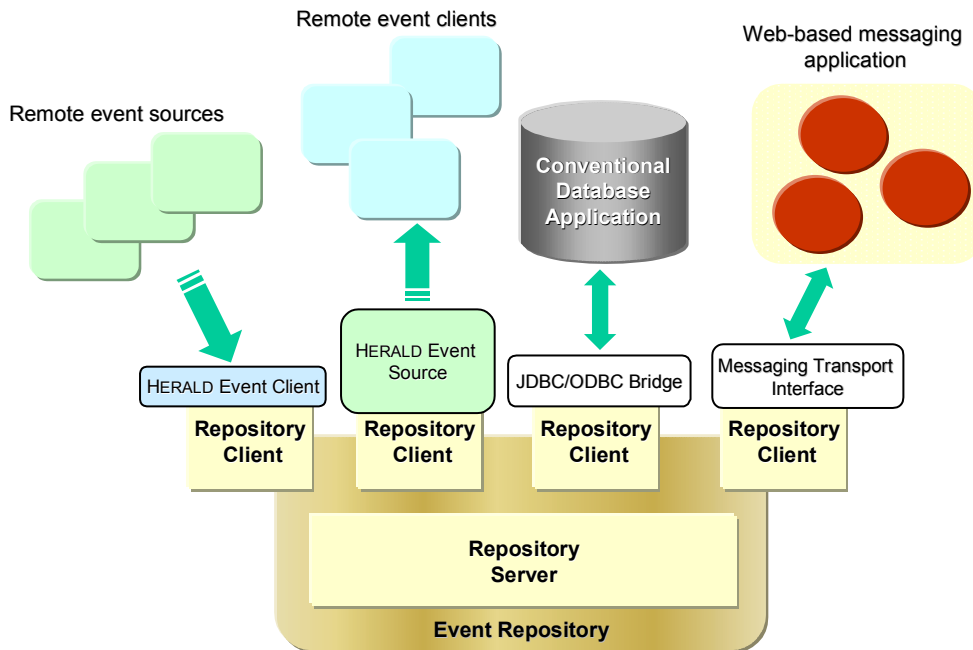 Remote event clients
Web-based messaging
application
Remote event sources
Conventional
Database
Application
HERALD Event Client
HERALD Event
Source
JDBC/ODBC Bridge
Messaging Transport
Interface
Repository
Client
Repository
Client
Repository
Client
Repository
Client
Repository
Server
Event Repository